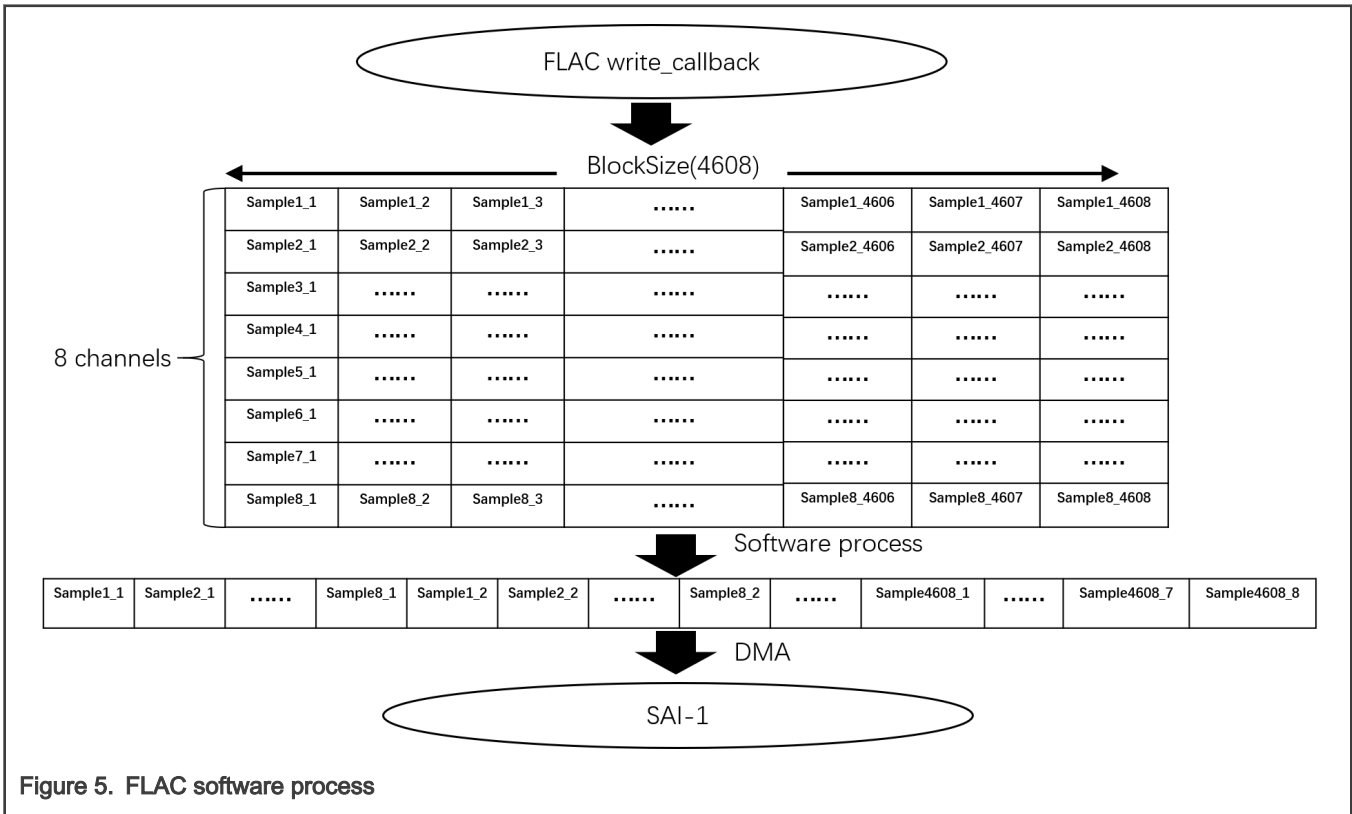 FLAC write_callback
BlockSize(4608)
Sample1_1 Sample1_2 Sample1_3 …… Sample1_4606 Sample1_4607 Sample1_4608
Sample2_1 Sample2_2 Sample2_3 …… Sample2_4606 Sample2_4607 Sample2_4608
Sample3_1 …… …… …… …… …… ……
Sample4_1 …… …… …… …… …… ……
8 channels
Sample5_1 …… …… …… …… …… ……
Sample6_1 …… …… …… …… …… ……
Sample7_1 …… …… …… …… …… ……
Sample8_1 Sample8_2 Sample8_3 …… Sample8_4606 Sample8_4607 Sample8_4608
Software process
Sample1_1 Sample2_1 …… Sample8_1 Sample1_2 Sample2_2 …… Sample8_2 …… Sample4608_1 …… Sample4608_7 Sample4608_8
DMA
SAI-1
Figure 5. FLAC software process